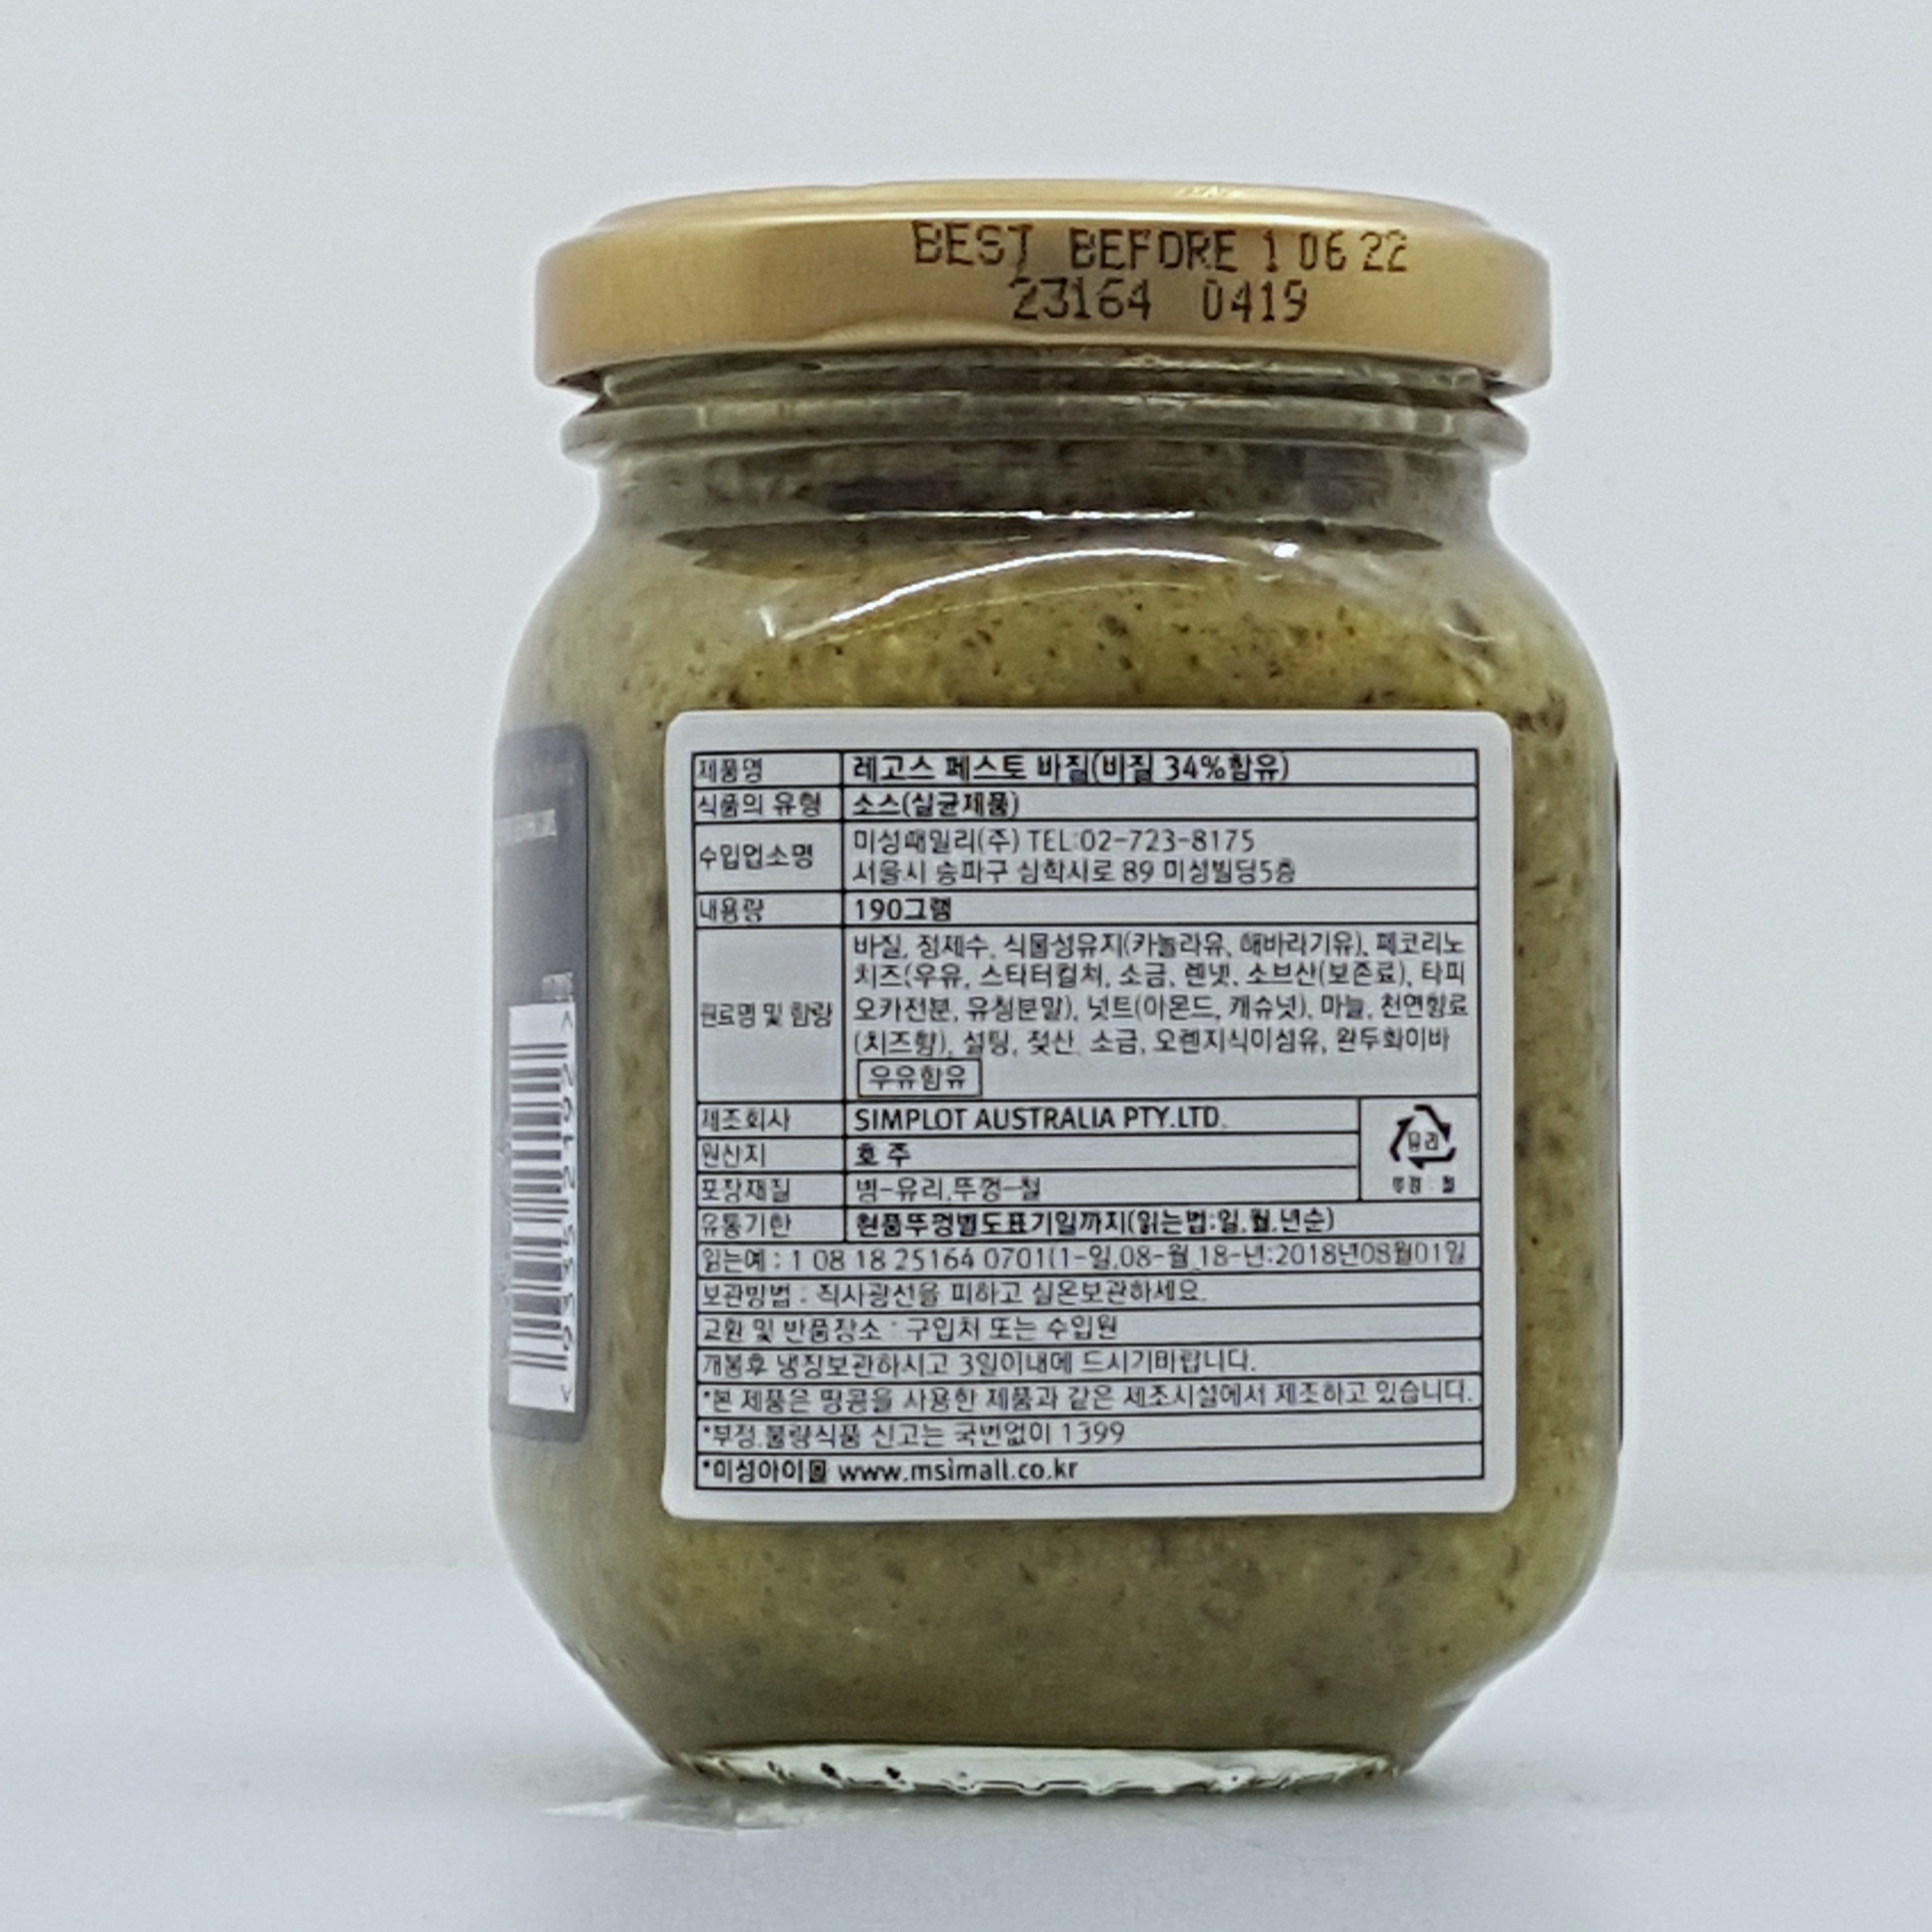 BEST BEFORE 1 06 22
23164 0419
제품명 레고스 페스토 바질(바질 34%함유)
식품의 유형 소스(살균제품)
수입업소명 미성패밀리(주) TEL:02-723-8175
서울시 송파구 삼학사로 89 미성빌딩5층
내용량 190그램
원료명 및 함량 바질, 정제수, 식물성유지(카놀라유, 해바라기유), 페코리노
치즈(우유, 스타터컬쳐, 소금, 렌넷, 소브산(보존료), 타피
오카전분, 유청분말), 넛트(아몬드, 캐슈넛), 마늘, 천연향료
(치즈향), 설탕, 젖산, 소금, 오렌지식이섬유, 완두화이바
우유함유
제조회사 SIMPLOT AUSTRALIA PTY.LTD.
원산지 호 주
포장재질 병-유리,뚜껑-철
유리
뚜껑 : 철
유통기한 현품뚜껑별도표기일까지(읽는법:일,월,년순)
읽는예 : 1 08 18 25164 0701(1-일,08-월,18-년:2018년08월01일
보관방법 : 직사광선을 피하고 실온보관하세요.
교환 및 반품장소 : 구입처 또는 수입원
개봉후 냉장보관하시고 3일이내에 드시기바랍니다.
*본 제품은 땅콩을 사용한 제품과 같은 제조시설에서 제조하고 있습니다.
*부정,불량식품 신고는 국번없이 1399
*미성아이몰 www.msimall.co.kr